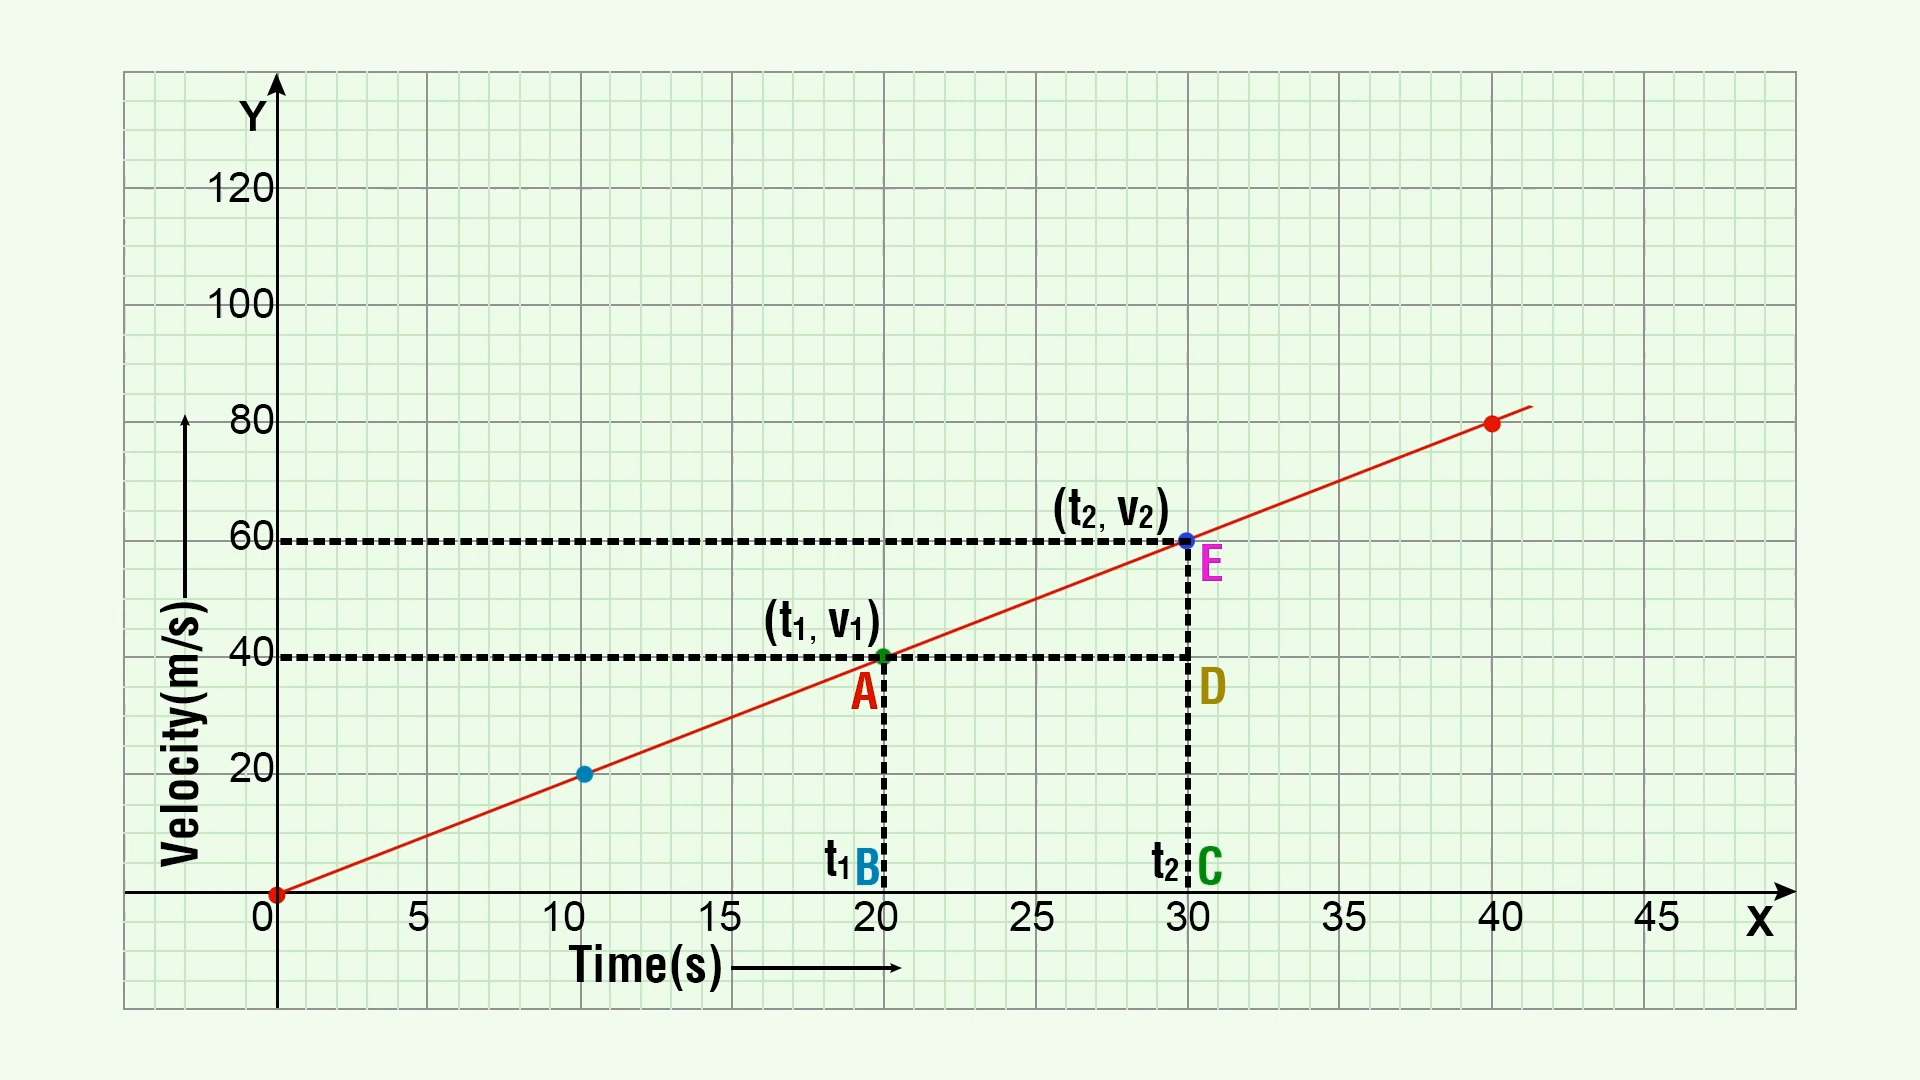 Y
120
100
80
60
40
20
Velocity(m/s)
(t₂, v₂)
E
(t₁, v₁)
A
D
t₁ B
t₂ C
0 5 10 15 20 25 30 35 40 45 X
Time(s)